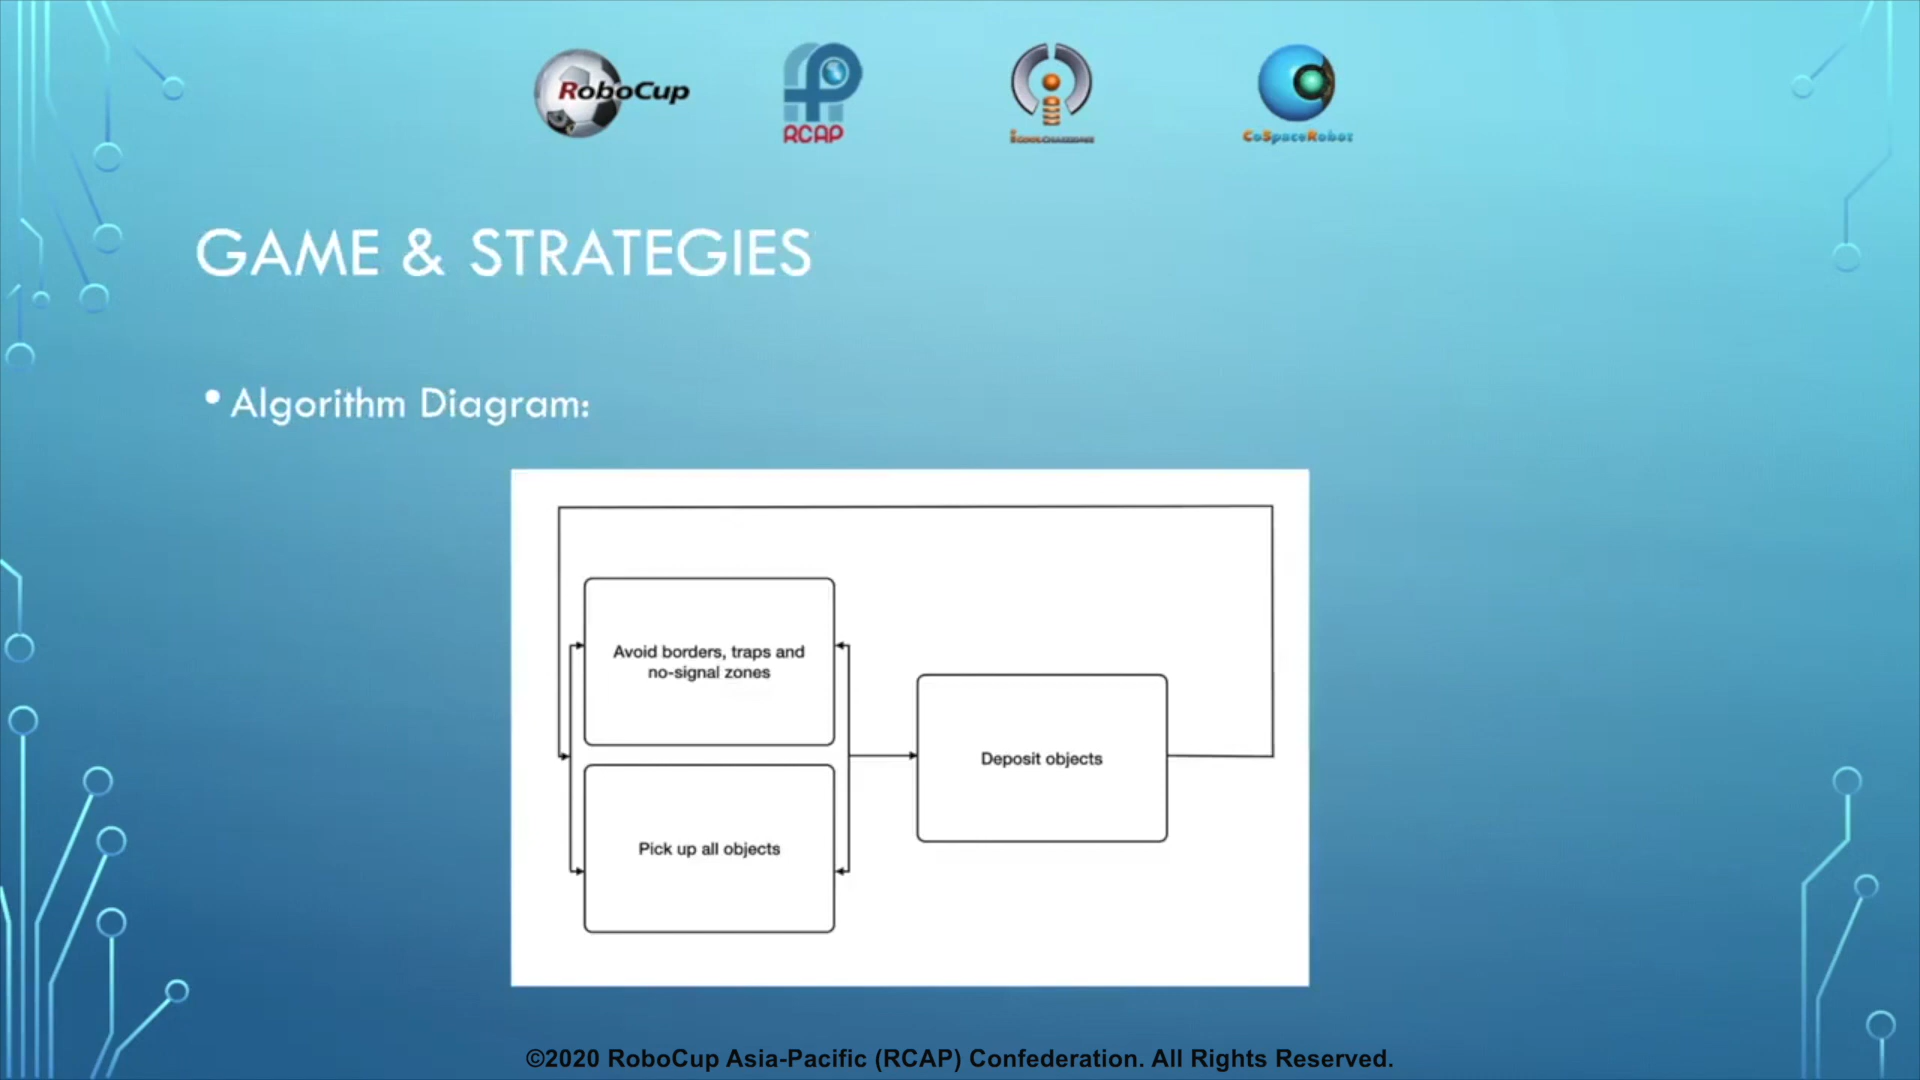 RoboCup
RCAP
CoSpaceRobot
GAME & STRATEGIES
• Algorithm Diagram:
Avoid borders, traps and
no-signal zones
Deposit objects
Pick up all objects
©2020 RoboCup Asia-Pacific (RCAP) Confederation. All Rights Reserved.